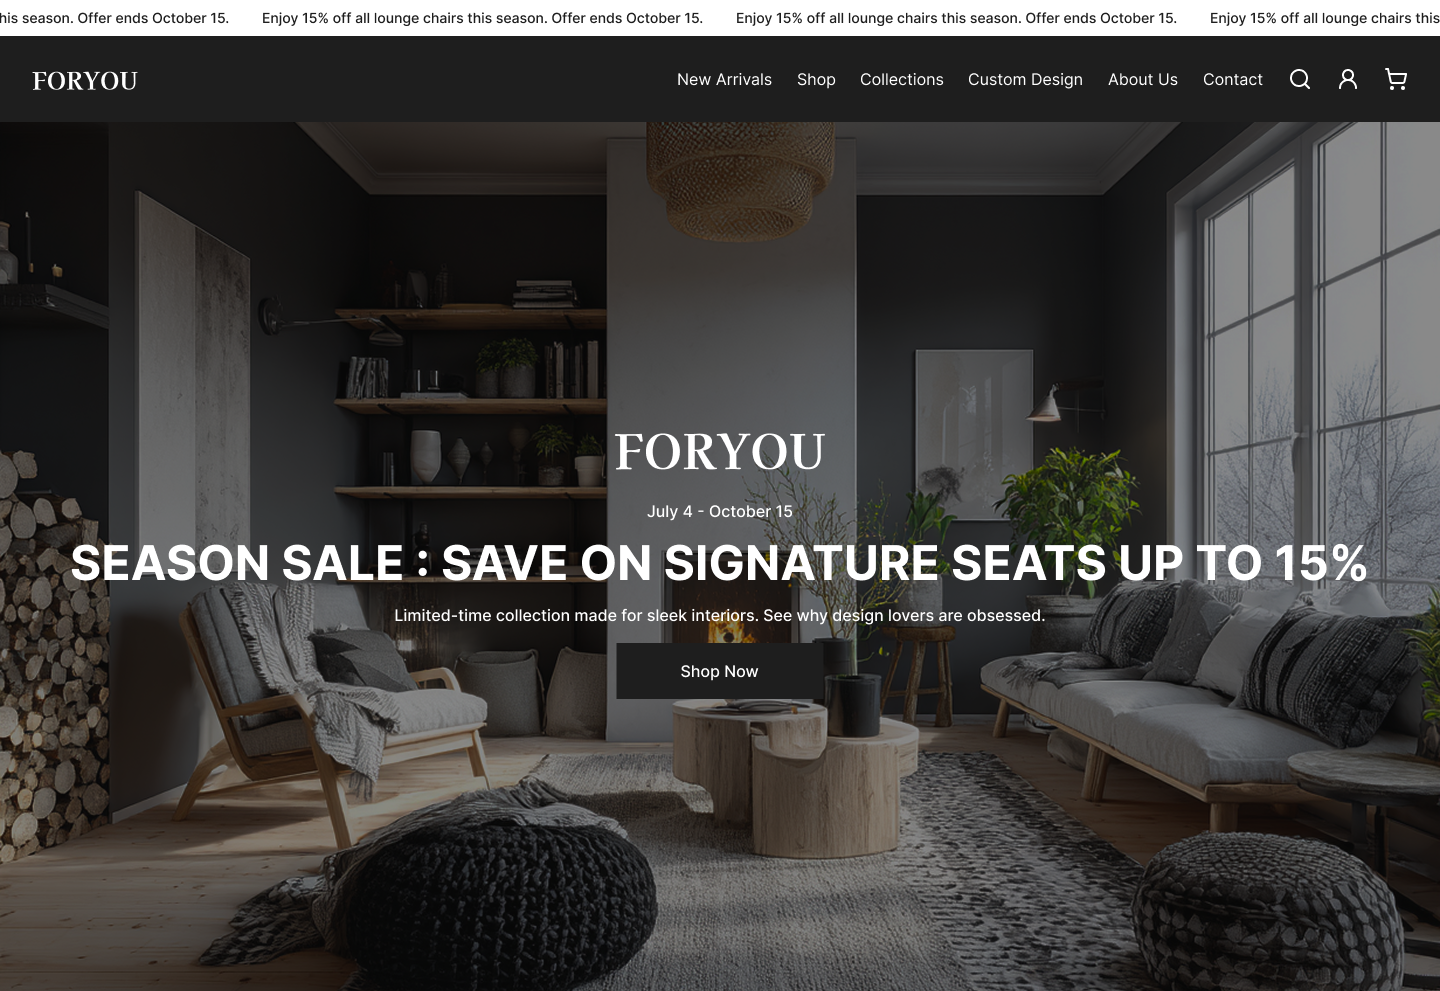 his season. Offer ends October 15. Enjoy 15% off all lounge chairs this season. Offer ends October 15. Enjoy 15% off all lounge chairs this season. Offer ends October 15. Enjoy 15% off all lounge chairs this
FORYOU New Arrivals Shop Collections Custom Design About Us Contact
FORYOU
July 4 - October 15
SEASON SALE : SAVE ON SIGNATURE SEATS UP TO 15%
Limited-time collection made for sleek interiors. See why design lovers are obsessed.
Shop Now